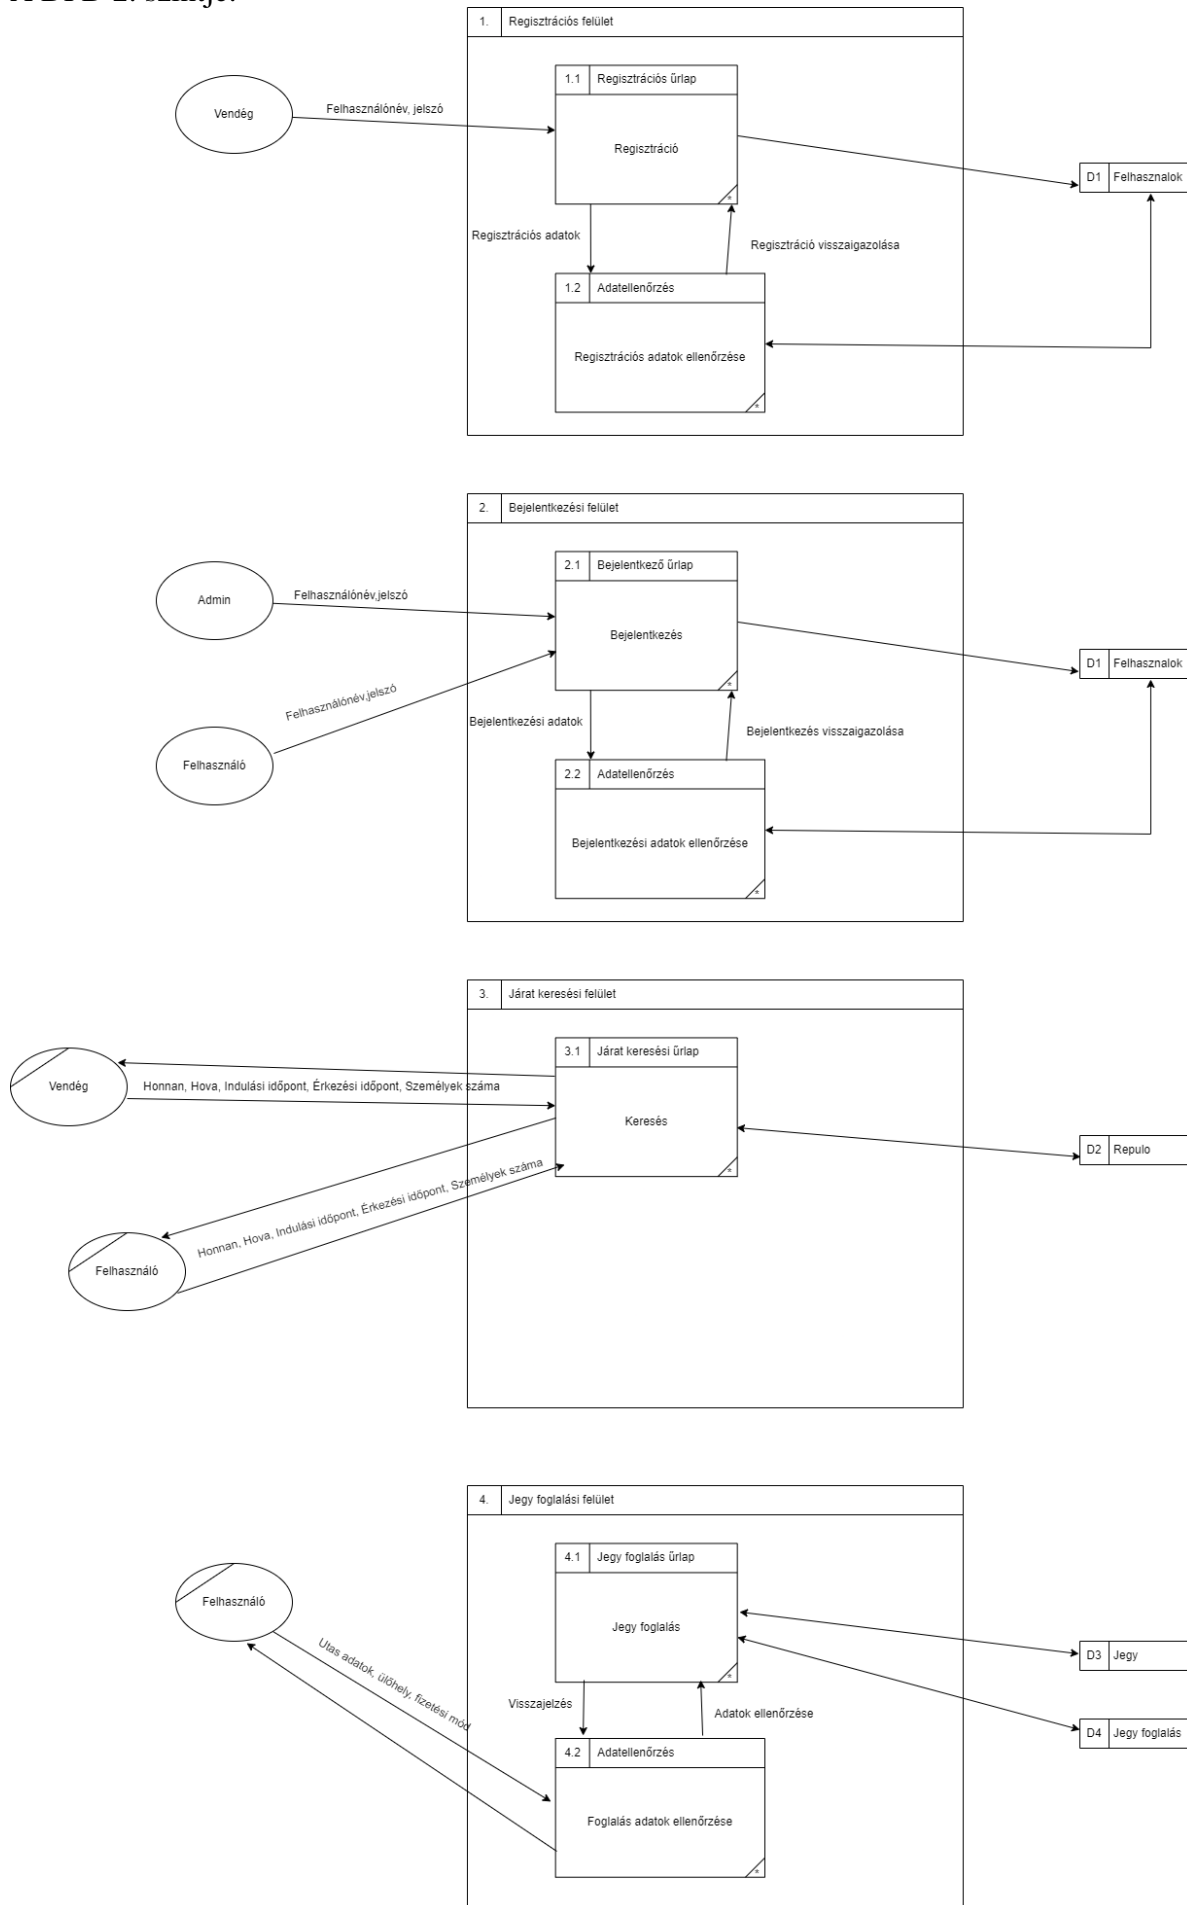 1. Regisztrációs felület
1.1 Regisztrációs űrlap
Vendég
Felhasználónév, jelszó
Regisztráció
*
D1 Felhasznalok
Regisztrációs adatok
Regisztráció visszaigazolása
1.2 Adatellenőrzés
Regisztrációs adatok ellenőrzése
*
2. Bejelentkezési felület
2.1 Bejelentkező űrlap
Admin
Felhasználónév,jelszó
Bejelentkezés
*
D1 Felhasznalok
Felhasználónév,jelszó
Felhasználó
Bejelentkezési adatok
Bejelentkezés visszaigazolása
2.2 Adatellenőrzés
Bejelentkezési adatok ellenőrzése
*
3. Járat keresési felület
3.1 Járat keresési űrlap
Vendég
Honnan, Hova, Indulási időpont, Érkezési időpont, Személyek száma
Keresés
*
D2 Repulo
Honnan, Hova, Indulási időpont, Érkezési időpont, Személyek száma
Felhasználó
4. Jegy foglalási felület
4.1 Jegy foglalás űrlap
Felhasználó
Jegy foglalás
*
D3 Jegy
Utas adatok, ülőhely, fizetési mód
Visszajelzés
Adatok ellenőrzése
D4 Jegy foglalás
4.2 Adatellenőrzés
Foglalás adatok ellenőrzése
*